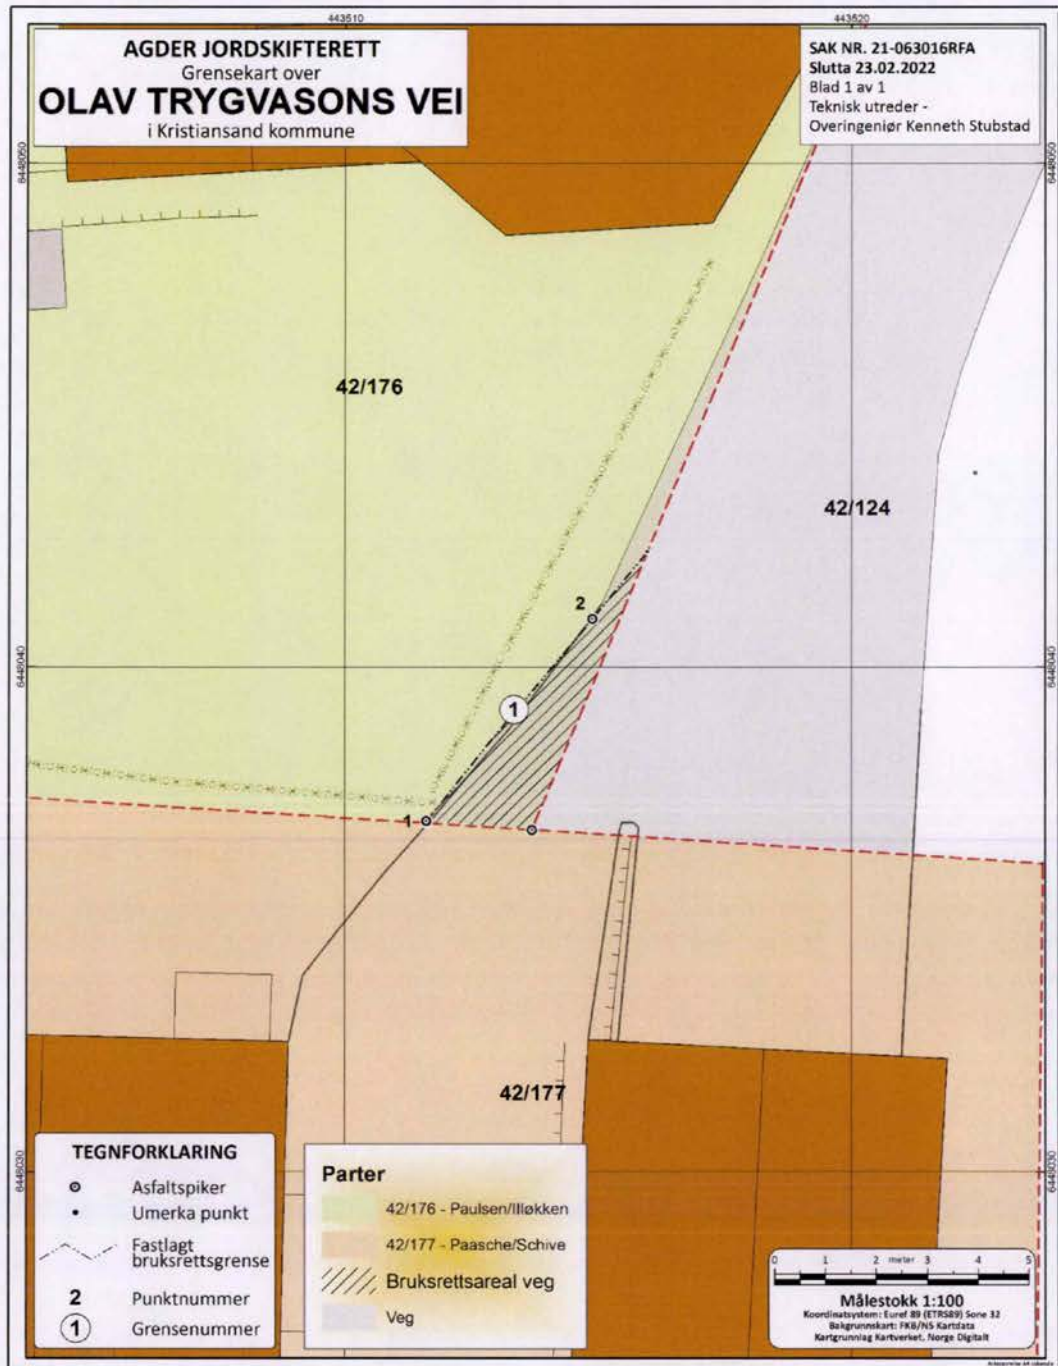 443510
443520
AGDER JORDSKIFTERETT
Grensekart over
OLAV TRYGVASONS VEI
i Kristiansand kommune
SAK NR. 21-063016RFA
Slutta 23.02.2022
Blad 1 av 1
Teknisk utreder -
Overingeniør Kenneth Stubstad
6448050
6448050
42/176
42/124
2
6448040
6448040
1
1
42/177
6448030
6448030
TEGNFORKLARING
Asfaltspiker
Umerka punkt
Fastlagt
bruksrettsgrense
2 Punktnummer
1 Grensenummer
Parter
42/176 - Paulsen/Illøkken
42/177 - Paasche/Schive
Bruksrettsareal veg
Veg
0 1 2 meter 3 4 5
Målestokk 1:100
Koordinatsystem: Euref 89 (ETRS89) Sone 32
Bakgrunnskart: FKB/N5 Kartdata
Kartgrunnlag Kartverket, Norge Digitalt